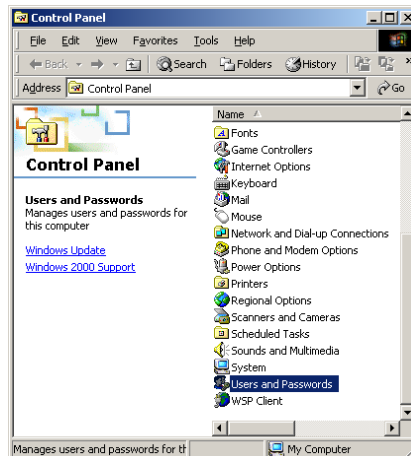 Control Panel
File Edit View Favorites Tools Help
Back Search Folders History
Address Control Panel Go
Control Panel
Users and Passwords
Manages users and passwords for
this computer
Windows Update
Windows 2000 Support
Name
Fonts
Game Controllers
Internet Options
Keyboard
Mail
Mouse
Network and Dial-up Connections
Phone and Modem Options
Power Options
Printers
Regional Options
Scanners and Cameras
Scheduled Tasks
Sounds and Multimedia
System
Users and Passwords
WSP Client
Manages users and passwords for th My Computer